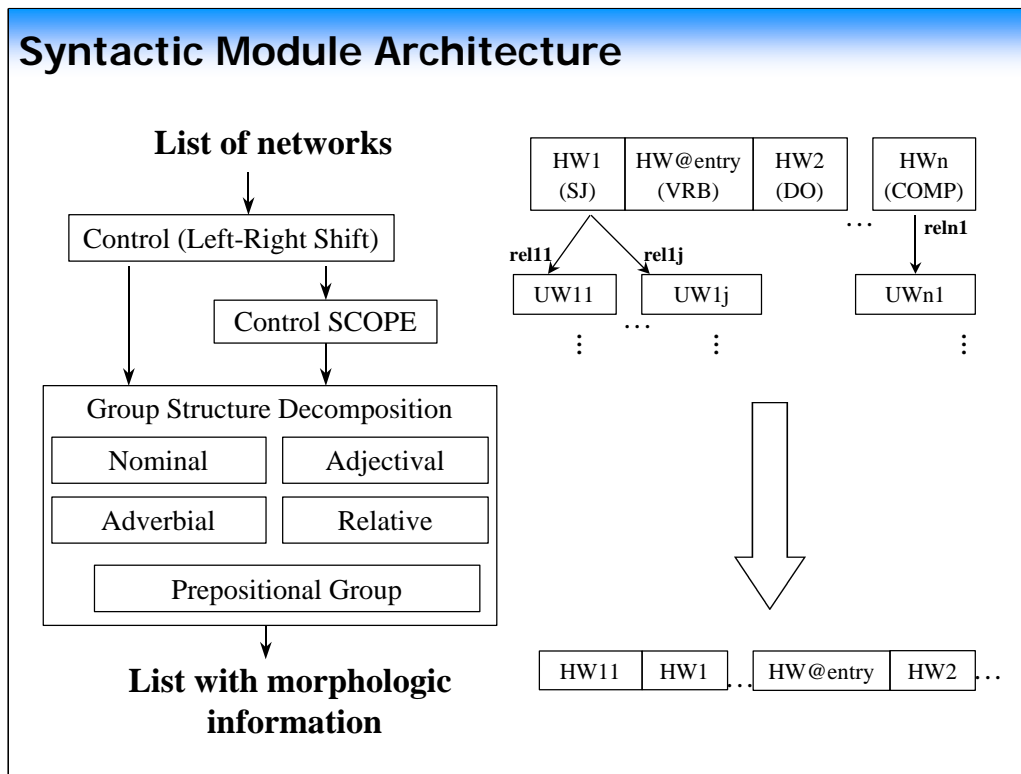 Syntactic Module Architecture
List of networks
Control (Left-Right Shift)
Control SCOPE
Group Structure Decomposition
Nominal
Adjectival
Adverbial
Relative
Prepositional Group
List with morphologic
information
HW1
(SJ)
HW@entry
(VRB)
HW2
(DO)
…
HWn
(COMP)
rel11
rel1j
reln1
UW11
…
UW1j
UWn1
⋮
⋮
⋮
HW11
HW1
…
HW@entry
HW2
…